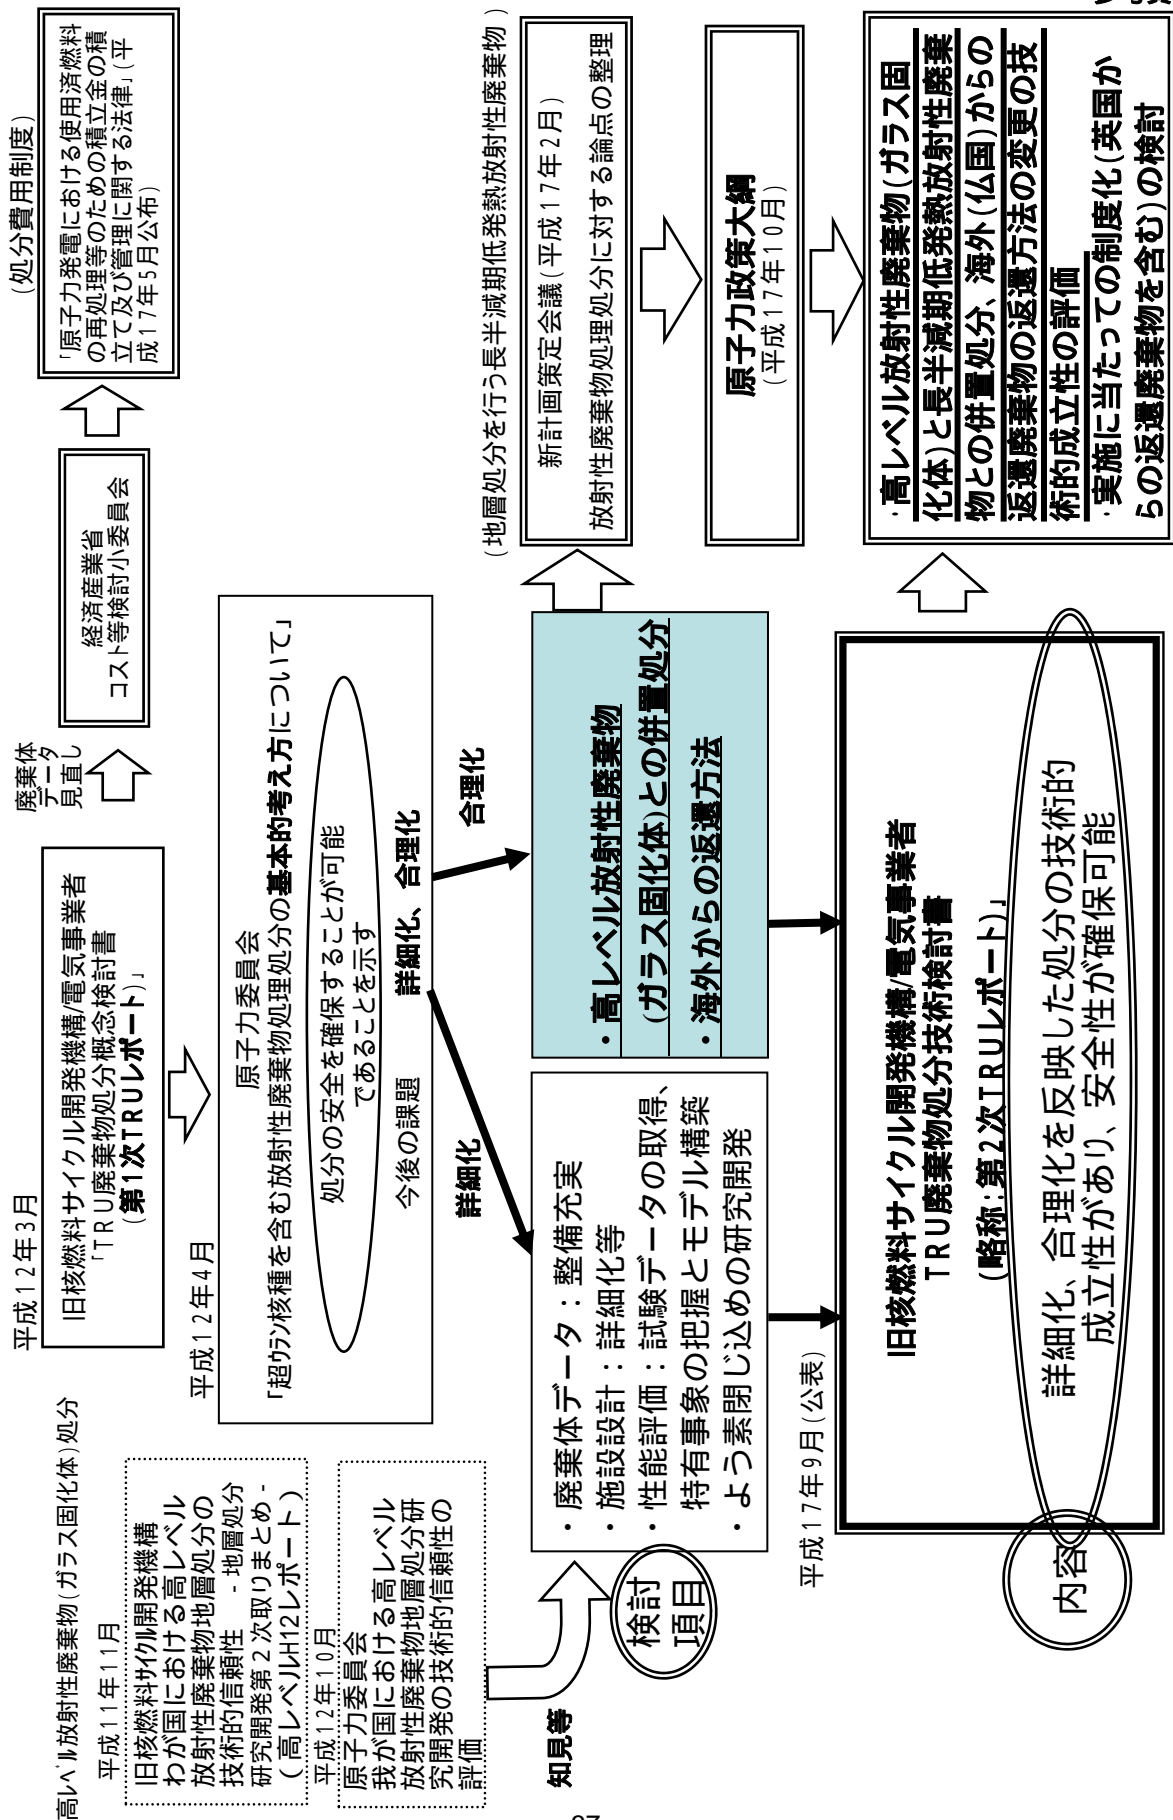 高レベル放射性廃棄物(ガラス固化体)処分
平成11年11月
旧核燃料サイクル開発機構
わが国における高レベル
放射性廃棄物地層処分の
技術的信頼性 - 地層処分
研究開発第2次取りまとめ -
(高レベルH12レポート)
平成12年10月
原子力委員会
我が国における高レベル
放射性廃棄物地層処分研
究開発の技術的信頼性の
評価
知見等
平成12年3月
旧核燃料サイクル開発機構/電気事業者
「TRU廃棄物処分概念検討書
(第1次TRUレポート)」
廃棄体
データ
見直し
経済産業省
コスト等検討小委員会
(処分費用制度)
「原子力発電における使用済燃料
の再処理等のための積立金の積
立て及び管理に関する法律」(平
成17年5月公布)
平成12年4月
原子力委員会
「超ウラン核種を含む放射性廃棄物処理処分の基本的考え方について」
処分の安全を確保することが可能
であることを示す
今後の課題
詳細化、合理化
詳細化
合理化
検討
項目
・廃棄体データ:整備充実
・施設設計:詳細化等
・性能評価:試験データの取得、
特有事象の把握とモデル構築
・よう素閉じ込めの研究開発
・高レベル放射性廃棄物
(ガラス固化体)との併置処分
・海外からの返還方法
(地層処分を行う長半減期低発熱放射性廃棄物)
新計画策定会議(平成17年2月)
放射性廃棄物処理処分に対する論点の整理
原子力政策大綱
(平成17年10月)
平成17年9月(公表)
旧核燃料サイクル開発機構/電気事業者
TRU廃棄物処分技術検討書
(略称:第2次TRUレポート)」
内容
詳細化、合理化を反映した処分の技術的
成立性があり、安全性が確保可能
・高レベル放射性廃棄物(ガラス固
化体)と長半減期低発熱放射性廃棄
物との併置処分、海外(仏国)からの
返還廃棄物の返還方法の変更の技
術的成立性の評価
・実施に当たっての制度化(英国か
らの返還廃棄物を含む)の検討